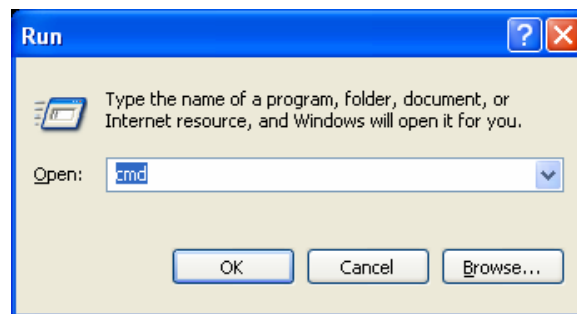 Run
Type the name of a program, folder, document, or
Internet resource, and Windows will open it for you.
Open: cmd
OK Cancel Browse...